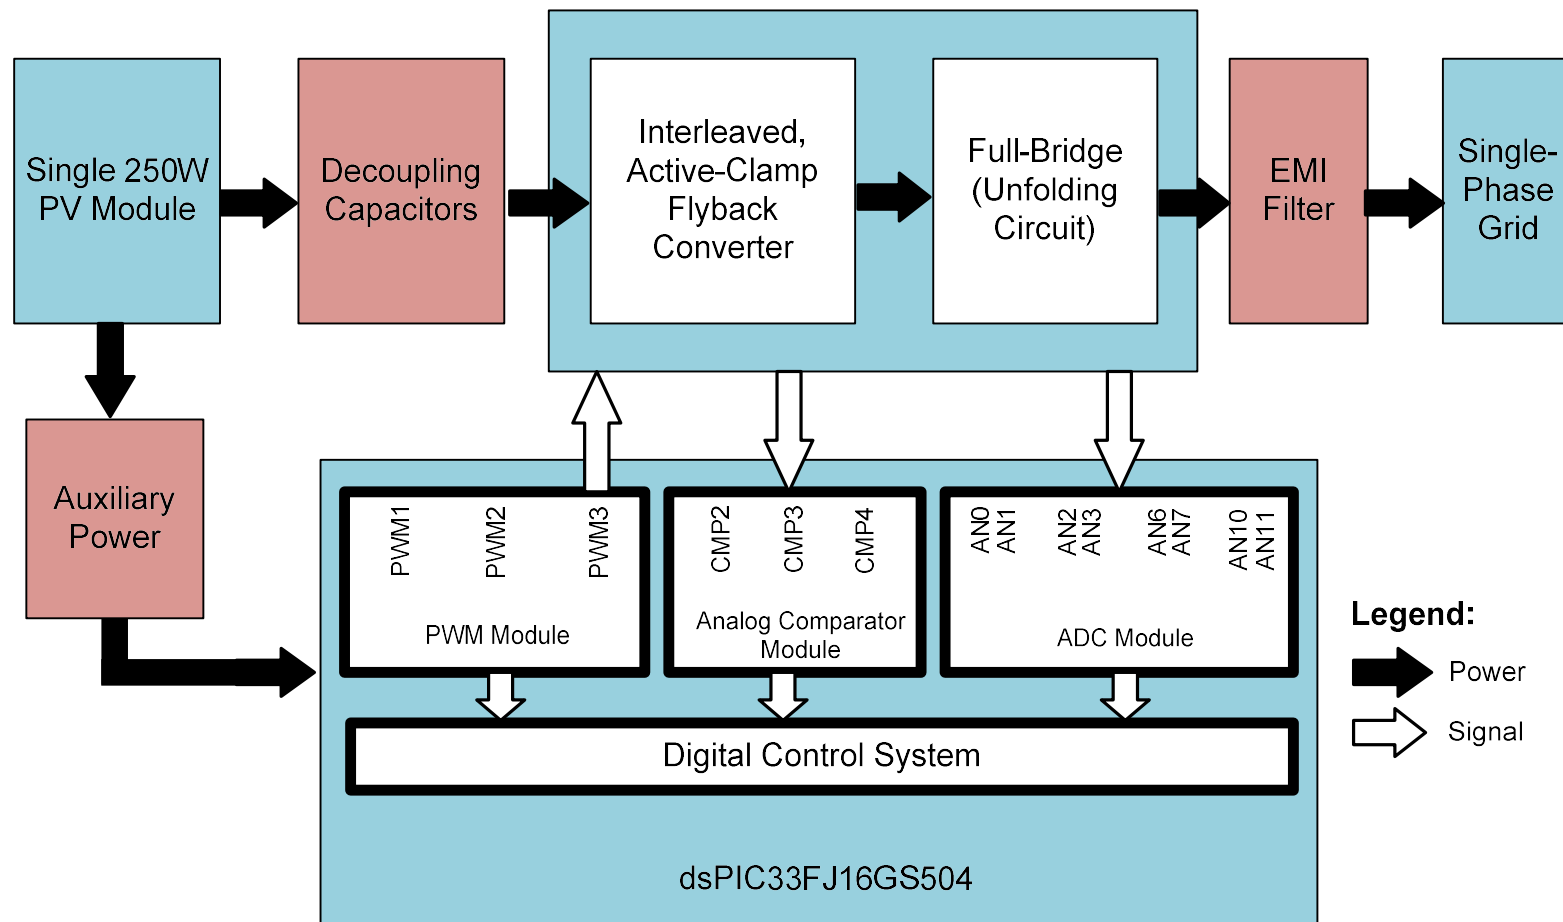 Single 250W
PV Module
Decoupling
Capacitors
Interleaved,
Active-Clamp
Flyback
Converter
Full-Bridge
(Unfolding
Circuit)
EMI
Filter
Single-
Phase
Grid
Auxiliary
Power
PWM1
PWM2
PWM3
PWM Module
CMP2
CMP3
CMP4
Analog Comparator
Module
AN0
AN1
AN2
AN3
AN6
AN7
AN10
AN11
ADC Module
Digital Control System
dsPIC33FJ16GS504
Legend:
Power
Signal